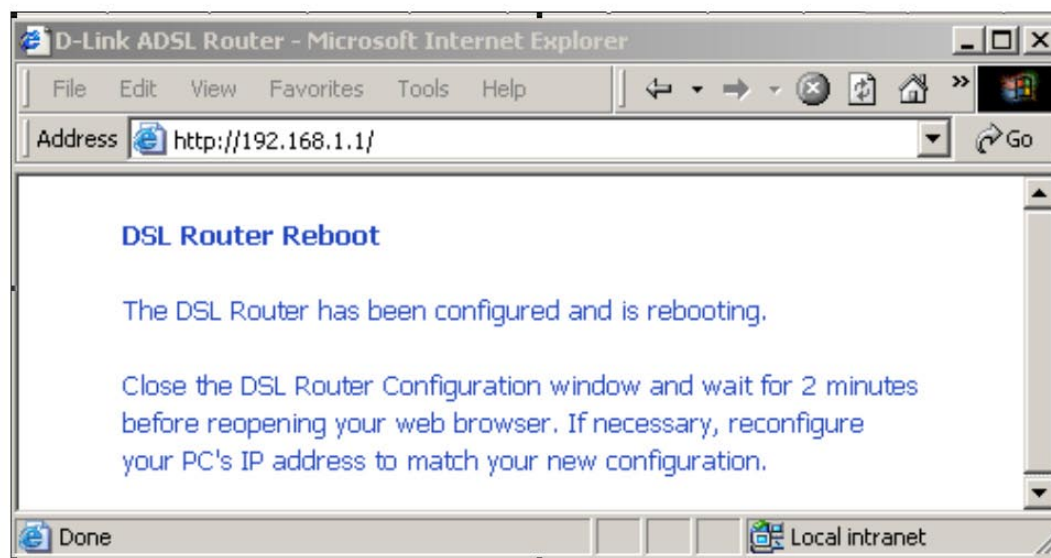 D-Link ADSL Router - Microsoft Internet Explorer
File Edit View Favorites Tools Help »
Address http://192.168.1.1/ Go
DSL Router Reboot
The DSL Router has been configured and is rebooting.
Close the DSL Router Configuration window and wait for 2 minutes
before reopening your web browser. If necessary, reconfigure
your PC's IP address to match your new configuration.
Done Local intranet